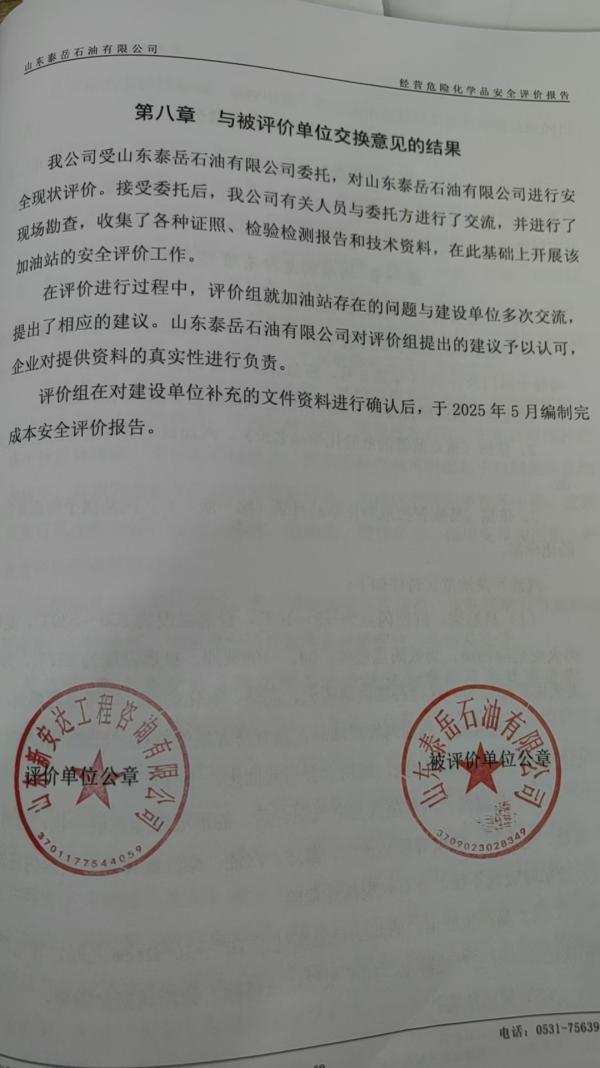 山东泰岳石油有限公司
经营危险化学品安全评价报告
第八章 与被评价单位交换意见的结果
我公司受山东泰岳石油有限公司委托，对山东泰岳石油有限公司进行安
全现状评价。接受委托后，我公司有关人员与委托方进行了交流，并进行了
现场勘查，收集了各种证照、检验检测报告和技术资料，在此基础上开展该
加油站的安全评价工作。
在评价进行过程中，评价组就加油站存在的问题与建设单位多次交流，
提出了相应的建议。山东泰岳石油有限公司对评价组提出的建议予以认可，
企业对提供资料的真实性进行负责。
评价组在对建设单位补充的文件资料进行确认后，于 2025 年 5 月编制完
成本安全评价报告。
山东新安达工程咨询有限公司
评价单位公章
3701177544059
山东泰岳石油有限公司
被评价单位公章
3709023028349
电话：0531-75639